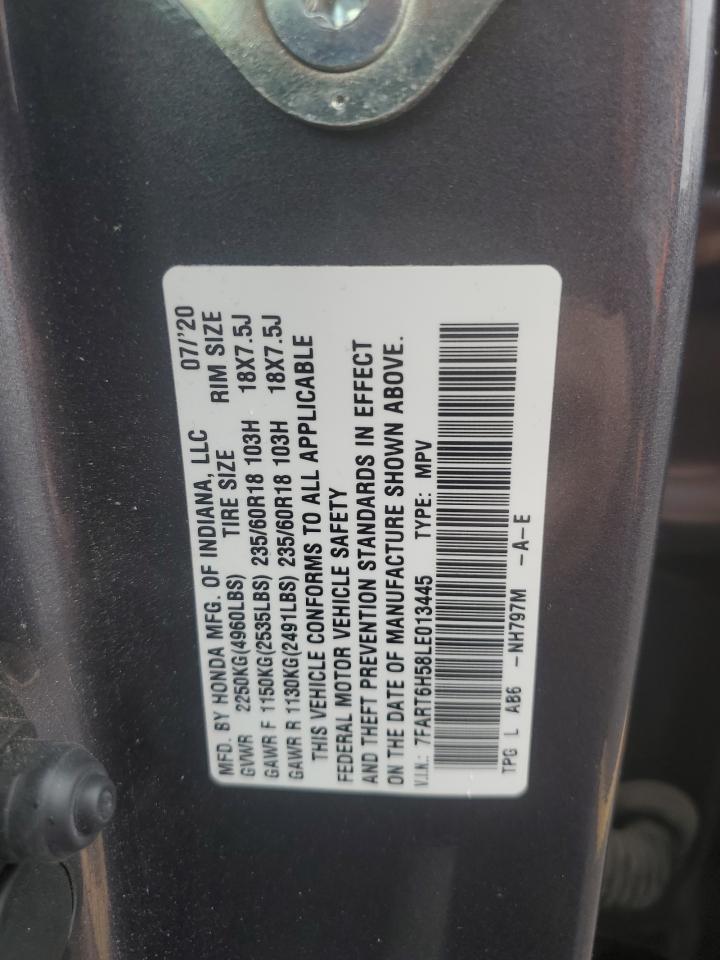 MFD. BY HONDA MFG. OF INDIANA, LLC 07/'20
TIRE SIZE RIM SIZE
GVWR 2250KG(4960LBS)
GAWR F 1150KG(2535LBS) 235/60R18 103H 18X7.5J
GAWR R 1130KG(2491LBS) 235/60R18 103H 18X7.5J
THIS VEHICLE CONFORMS TO ALL APPLICABLE
FEDERAL MOTOR VEHICLE SAFETY
AND THEFT PREVENTION STANDARDS IN EFFECT
ON THE DATE OF MANUFACTURE SHOWN ABOVE.
V.I.N.: 7FART6H58LE013445 TYPE: MPV
TPG L AB6 -NH797M -A-E